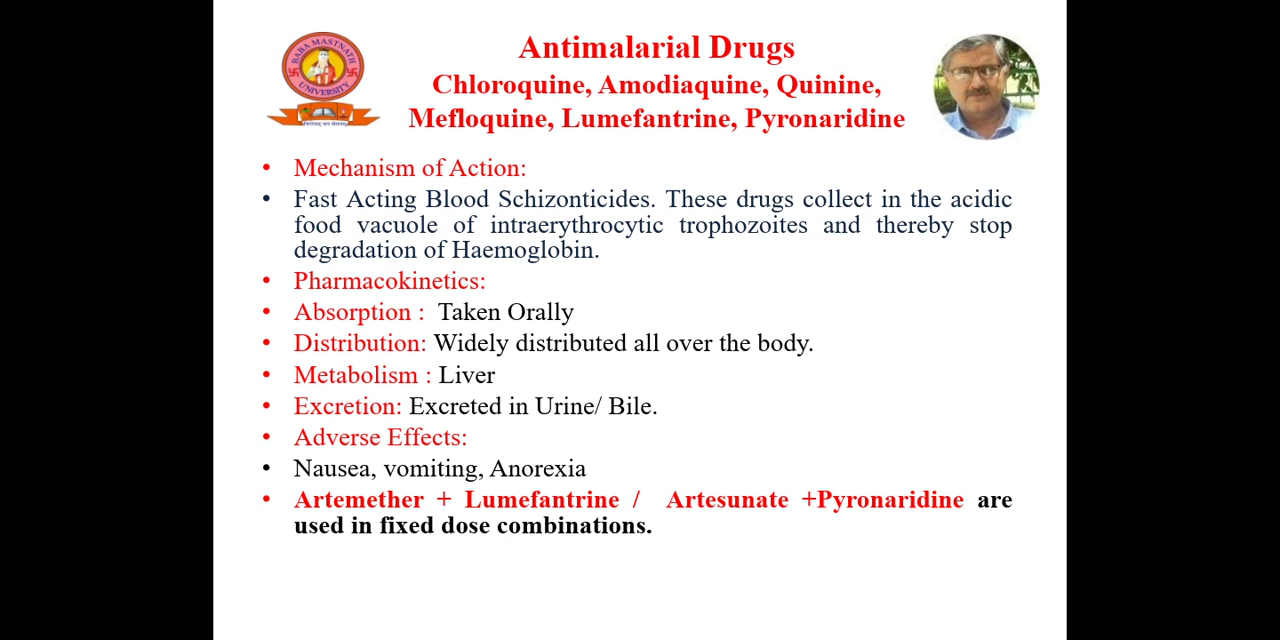 BABA MASTNATH
UNIVERSITY
Antimalarial Drugs
Chloroquine, Amodiaquine, Quinine,
Mefloquine, Lumefantrine, Pyronaridine
• Mechanism of Action:
• Fast Acting Blood Schizonticides. These drugs collect in the acidic
food vacuole of intraerythrocytic trophozoites and thereby stop
degradation of Haemoglobin.
• Pharmacokinetics:
• Absorption : Taken Orally
• Distribution: Widely distributed all over the body.
• Metabolism : Liver
• Excretion: Excreted in Urine/ Bile.
• Adverse Effects:
• Nausea, vomiting, Anorexia
• Artemether + Lumefantrine / Artesunate +Pyronaridine are
used in fixed dose combinations.